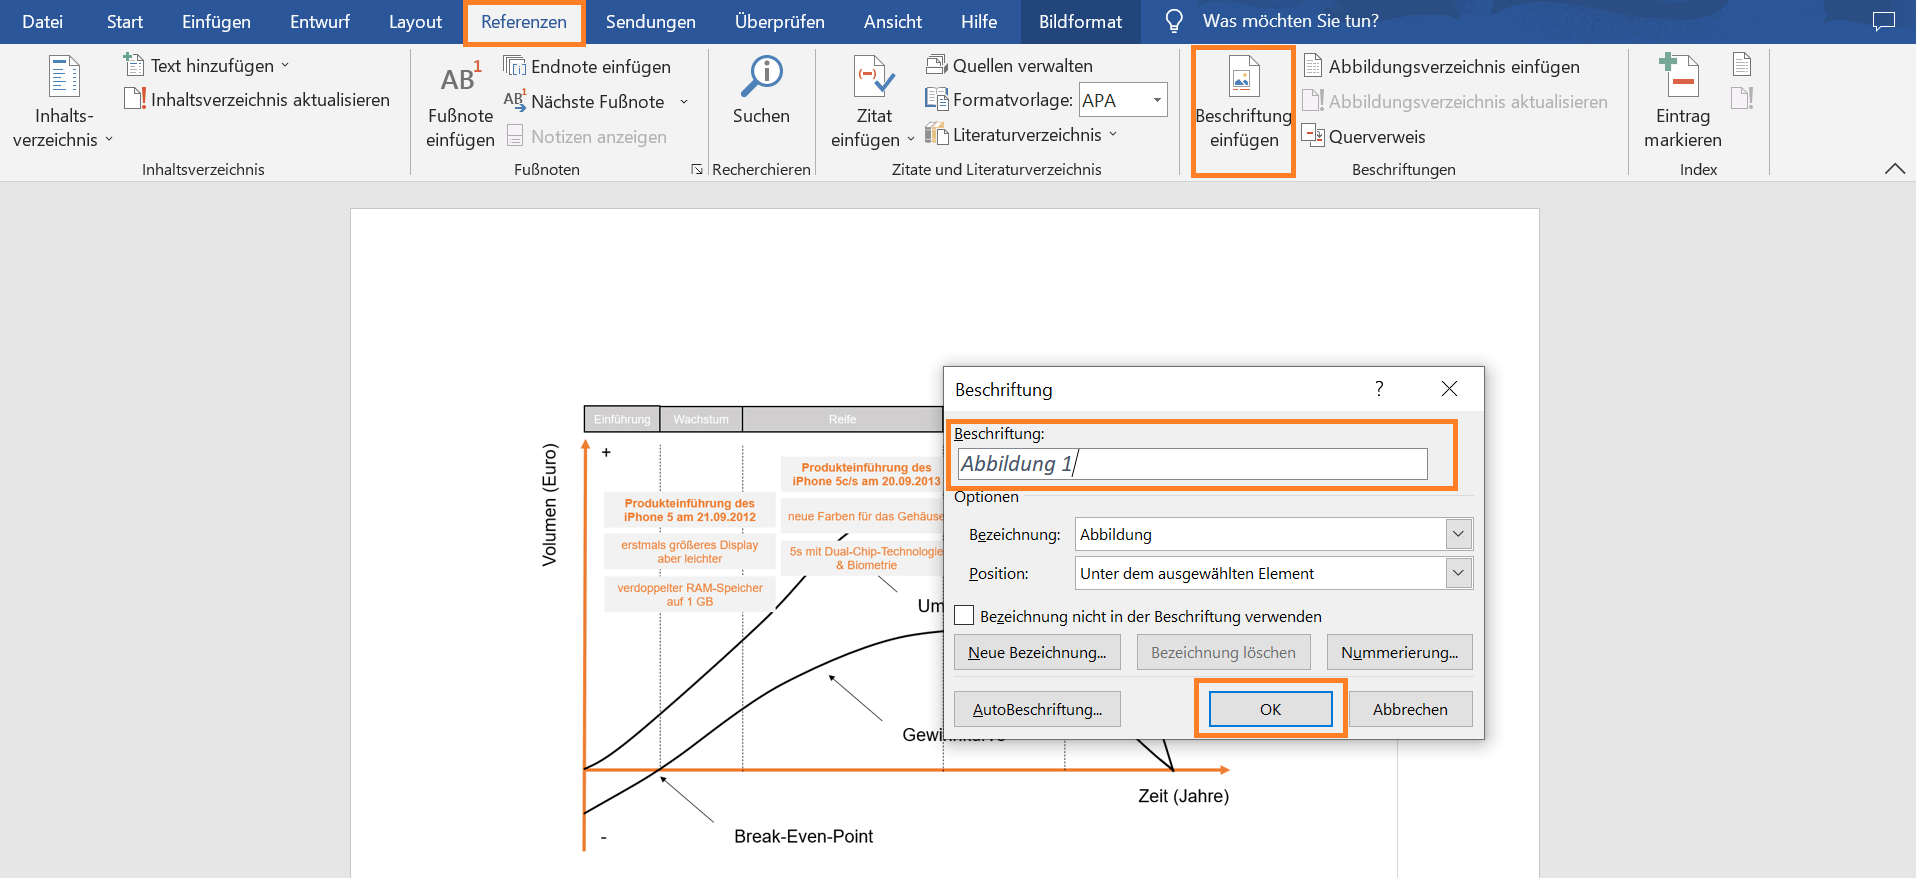 Datei Start Einfügen Entwurf Layout Referenzen Sendungen Überprüfen Ansicht Hilfe Bildformat Was möchten Sie tun?
Inhalts-
verzeichnis
Text hinzufügen
Inhaltsverzeichnis aktualisieren
Inhaltsverzeichnis
AB1
Fußnote
einfügen
Endnote einfügen
AB1 Nächste Fußnote
Notizen anzeigen
Fußnoten
Suchen
Recherchieren
Zitat
einfügen
Quellen verwalten
Formatvorlage: APA
Literaturverzeichnis
Zitate und Literaturverzeichnis
Beschriftung
einfügen
Abbildungsverzeichnis einfügen
Abbildungsverzeichnis aktualisieren
Querverweis
Beschriftungen
Eintrag
markieren
Index
Einführung Wachstum Reife
Volumen (Euro)
+
Produkteinführung des
iPhone 5 am 21.09.2012
erstmals größeres Display
aber leichter
verdoppelter RAM-Speicher
auf 1 GB
Produkteinführung des
iPhone 5c/s am 20.09.2013
neue Farben für das Gehäuse
5s mit Dual-Chip-Technologie
& Biometrie
Um
Zeit (Jahre)
Break-Even-Point
-
Beschriftung ?
Beschriftung:
Abbildung 1
Optionen
Bezeichnung: Abbildung
Position: Unter dem ausgewählten Element
Bezeichnung nicht in der Beschriftung verwenden
Neue Bezeichnung... Bezeichnung löschen Nummerierung...
AutoBeschriftung... OK Abbrechen